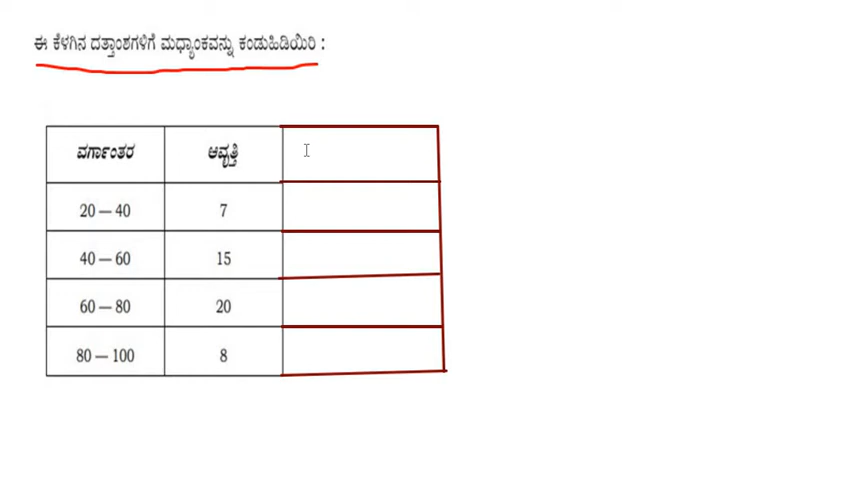 ಈ ಕೆಳಗಿನ ದತ್ತಾಂಶಗಳಿಗೆ ಮಧ್ಯಾಂಕವನ್ನು ಕಂಡುಹಿಡಿಯಿರಿ :
ವರ್ಗಾಂತರ ಆವೃತ್ತಿ
20 — 40 7
40 — 60 15
60 — 80 20
80 — 100 8